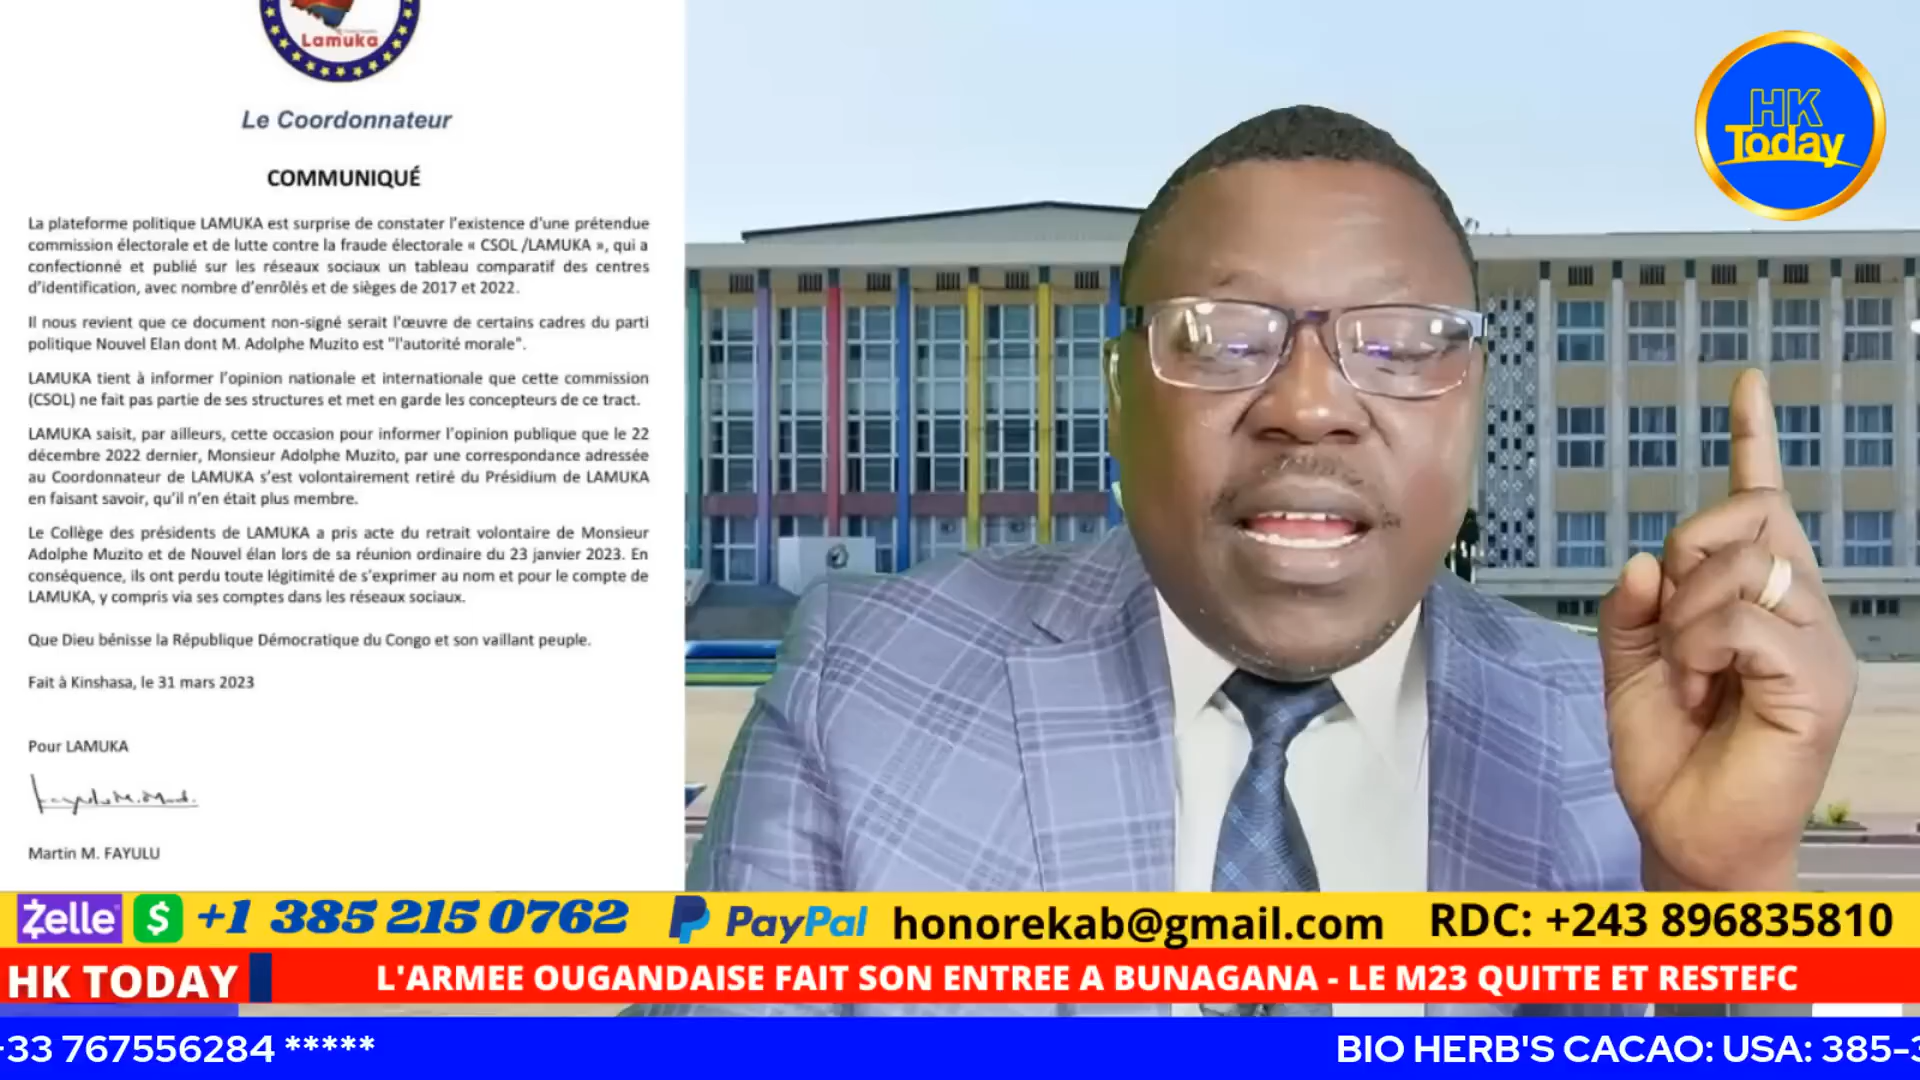 Lamuka
Le Coordonnateur
COMMUNIQUÉ
La plateforme politique LAMUKA est surprise de constater l'existence d'une prétendue
commission électorale et de lutte contre la fraude électorale « CSOL /LAMUKA », qui a
confectionné et publié sur les réseaux sociaux un tableau comparatif des centres
d'identification, avec nombre d'enrôlés et de sièges de 2017 et 2022.
Il nous revient que ce document non-signé serait l'œuvre de certains cadres du parti
politique Nouvel Elan dont M. Adolphe Muzito est "l'autorité morale".
LAMUKA tient à informer l'opinion nationale et internationale que cette commission
(CSOL) ne fait pas partie de ses structures et met en garde les concepteurs de ce tract.
LAMUKA saisit, par ailleurs, cette occasion pour informer l'opinion publique que le 22
décembre 2022 dernier, Monsieur Adolphe Muzito, par une correspondance adressée
au Coordonnateur de LAMUKA s'est volontairement retiré du Présidium de LAMUKA
en faisant savoir, qu'il n'en était plus membre.
Le Collège des présidents de LAMUKA a pris acte du retrait volontaire de Monsieur
Adolphe Muzito et de Nouvel élan lors de sa réunion ordinaire du 23 janvier 2023. En
conséquence, ils ont perdu toute légitimité de s'exprimer au nom et pour le compte de
LAMUKA, y compris via ses comptes dans les réseaux sociaux.
Que Dieu bénisse la République Démocratique du Congo et son vaillant peuple.
Fait à Kinshasa, le 31 mars 2023
Pour LAMUKA
Martin M. FAYULU
HK
Today
Zelle $ +1 385 215 0762 PayPal honorekab@gmail.com RDC: +243 896835810
HK TODAY L'ARMEE OUGANDAISE FAIT SON ENTREE A BUNAGANA - LE M23 QUITTE ET RESTEFC
+33 767556284 ***** BIO HERB'S CACAO: USA: 385-